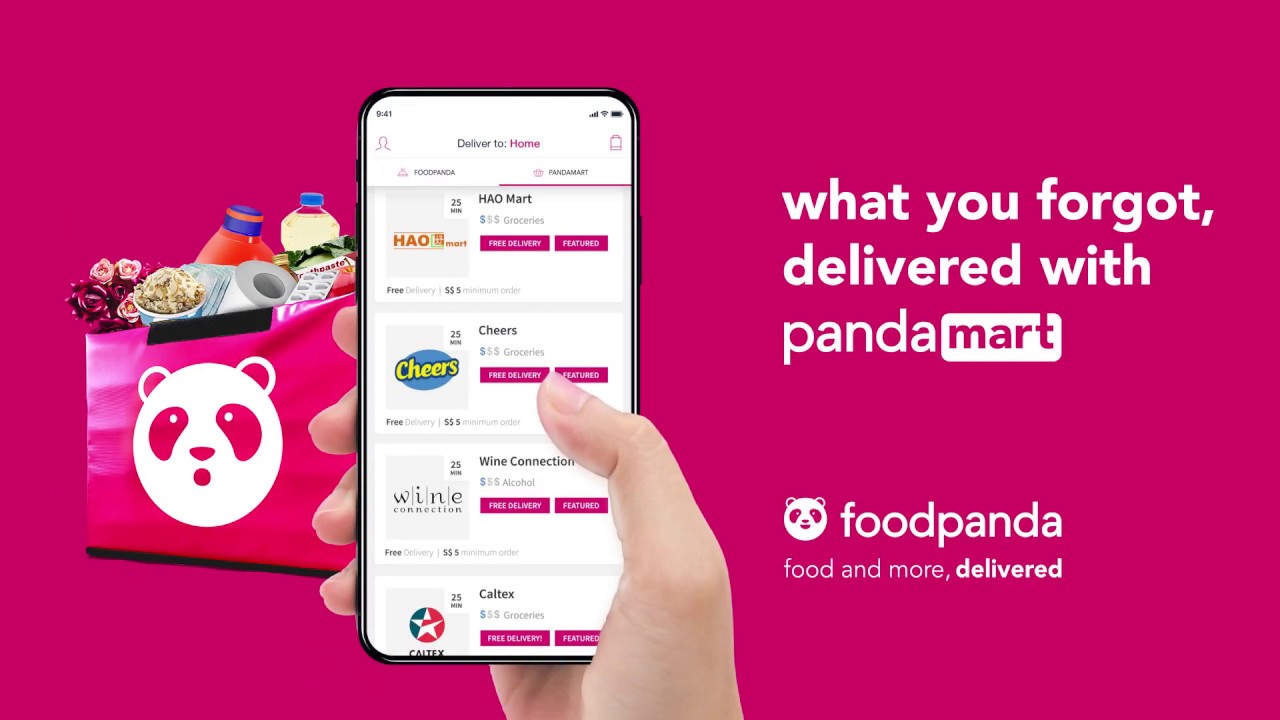 9:41
Deliver to: Home
FOODPANDA
PANDAMART
25
MIN
HAO Mart
$$$ Groceries
HAO mart
FREE DELIVERY
FEATURED
Free Delivery | S$ 5 minimum order
25
MIN
Cheers
$$$ Groceries
Cheers
FREE DELIVERY
FEATURED
Free Delivery | S$ 5 minimum order
25
MIN
Wine Connection
$$$ Alcohol
w|i|n|e
connection
FREE DELIVERY
FEATURED
Free Delivery | S$ 5 minimum order
25
MIN
Caltex
$$$ Groceries
CALTEX
FREE DELIVERY!
FEATURED
what you forgot,
delivered with
pandamart
foodpanda
food and more, delivered